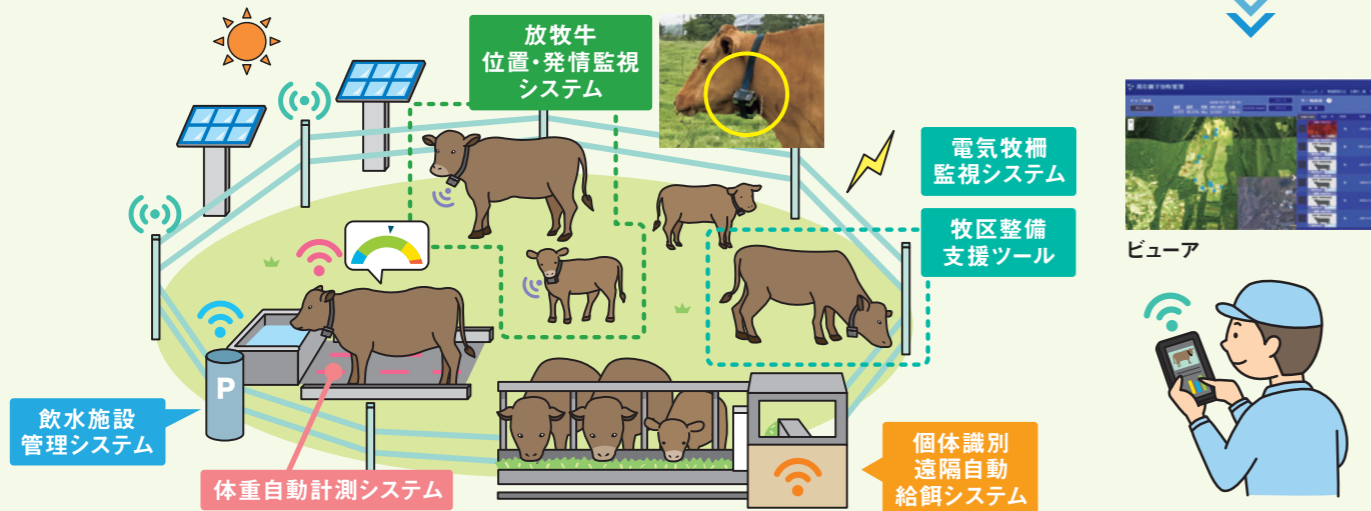 放牧牛
位置・発情監視
システム
電気牧柵
監視システム
牧区整備
支援ツール
ビューア
P
飲水施設
管理システム
体重自動計測システム
個体識別
遠隔自動
給餌システム